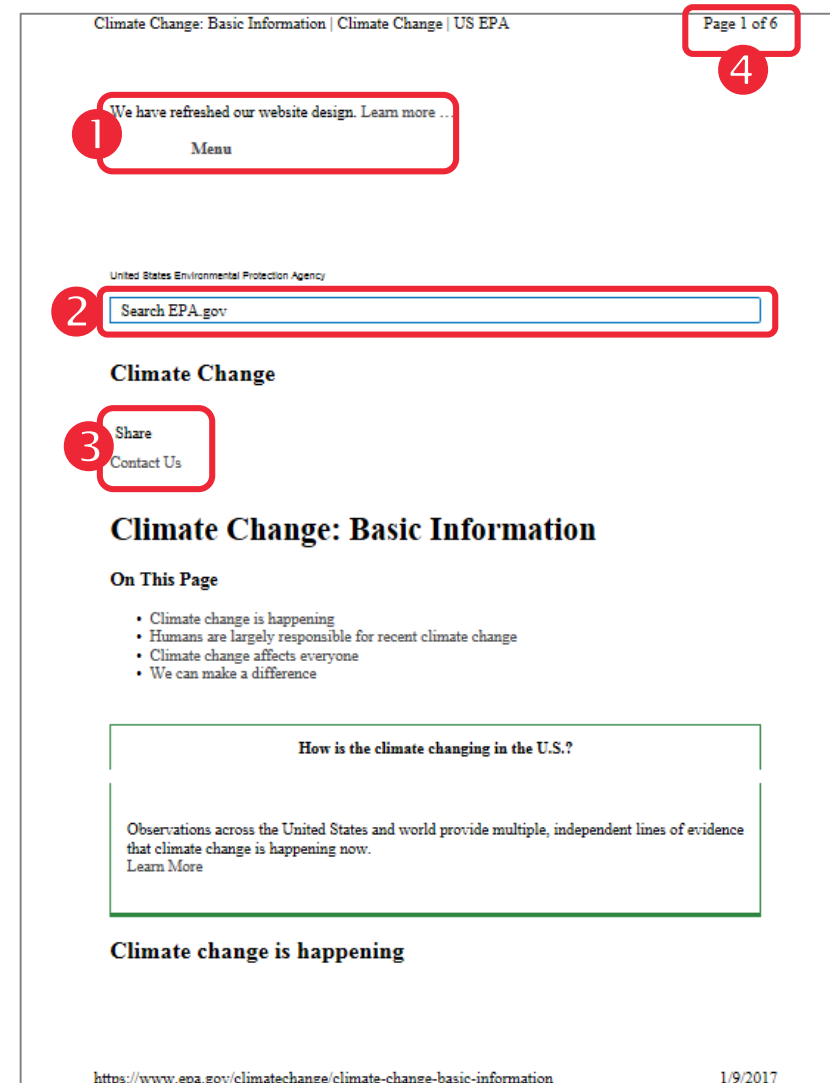 Climate Change: Basic Information | Climate Change | US EPA Page 1 of 6
4
We have refreshed our website design. Learn more …
1
Menu
United States Environmental Protection Agency
2
Search EPA.gov
Climate Change
Share
3
Contact Us
Climate Change: Basic Information
On This Page
• Climate change is happening
• Humans are largely responsible for recent climate change
• Climate change affects everyone
• We can make a difference
How is the climate changing in the U.S.?
Observations across the United States and world provide multiple, independent lines of evidence
that climate change is happening now.
Learn More
Climate change is happening
https://www.epa.gov/climatechange/climate-change-basic-information 1/9/2017